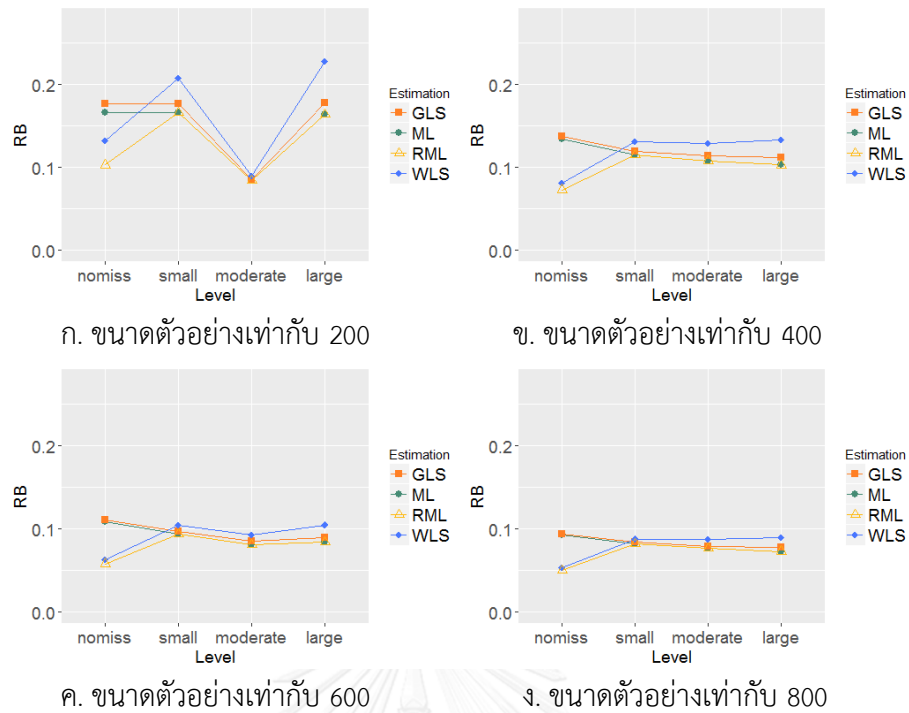 0.2
0.1
0.0
RB
nomiss small moderate large
Level
Estimation
GLS
ML
RML
WLS
ก. ขนาดตัวอย่างเท่ากับ 200
0.2
0.1
0.0
RB
nomiss small moderate large
Level
Estimation
GLS
ML
RML
WLS
ข. ขนาดตัวอย่างเท่ากับ 400
0.2
0.1
0.0
RB
nomiss small moderate large
Level
Estimation
GLS
ML
RML
WLS
ค. ขนาดตัวอย่างเท่ากับ 600
0.2
0.1
0.0
RB
nomiss small moderate large
Level
Estimation
GLS
ML
RML
WLS
ง. ขนาดตัวอย่างเท่ากับ 800